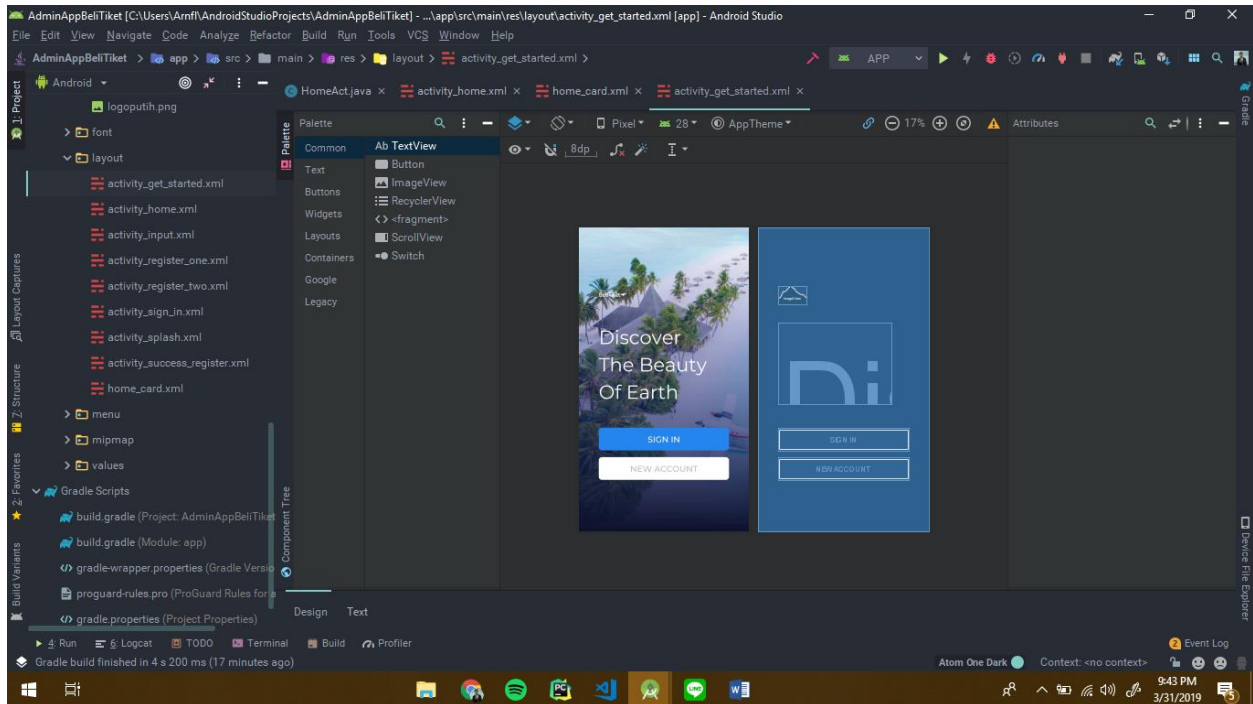 AdminAppBeliTiket [C:\Users\Arnfl\AndroidStudioProjects\AdminAppBeliTiket] - ...\app\src\main\res\layout\activity_get_started.xml [app] - Android Studio
File Edit View Navigate Code Analyze Refactor Build Run Tools VCS Window Help
AdminAppBeliTiket > app > src > main > res > layout > activity_get_started.xml >
APP
1: Project
Layout Captures
7: Structure
2: Favorites
Build Variants
Android
logoputih.png
font
layout
activity_get_started.xml
activity_home.xml
activity_input.xml
activity_register_one.xml
activity_register_two.xml
activity_sign_in.xml
activity_splash.xml
activity_success_register.xml
home_card.xml
menu
mipmap
values
Gradle Scripts
build.gradle (Project: AdminAppBeliTiket
build.gradle (Module: app)
gradle-wrapper.properties (Gradle Versio
proguard-rules.pro (ProGuard Rules for a
gradle.properties (Project Properties)
HomeAct.java × activity_home.xml × home_card.xml × activity_get_started.xml ×
Palette
Palette
Component Tree
Common
Text
Buttons
Widgets
Layouts
Containers
Google
Legacy
Ab TextView
Button
ImageView
RecyclerView
<> <fragment>
ScrollView
Switch
Pixel 28 AppTheme 17%
8dp
Discover
The Beauty
Of Earth
SIGN IN
NEW ACCOUNT
ImageView
Di
SIGN IN
NEW ACCOUNT
Attributes
Gradle
Device File Explorer
Design Text
4: Run 6: Logcat TODO Terminal Build Profiler
2 Event Log
Gradle build finished in 4 s 200 ms (17 minutes ago)
Atom One Dark Context: <no context>
PC
LINE
W
9:43 PM
3/31/2019
5